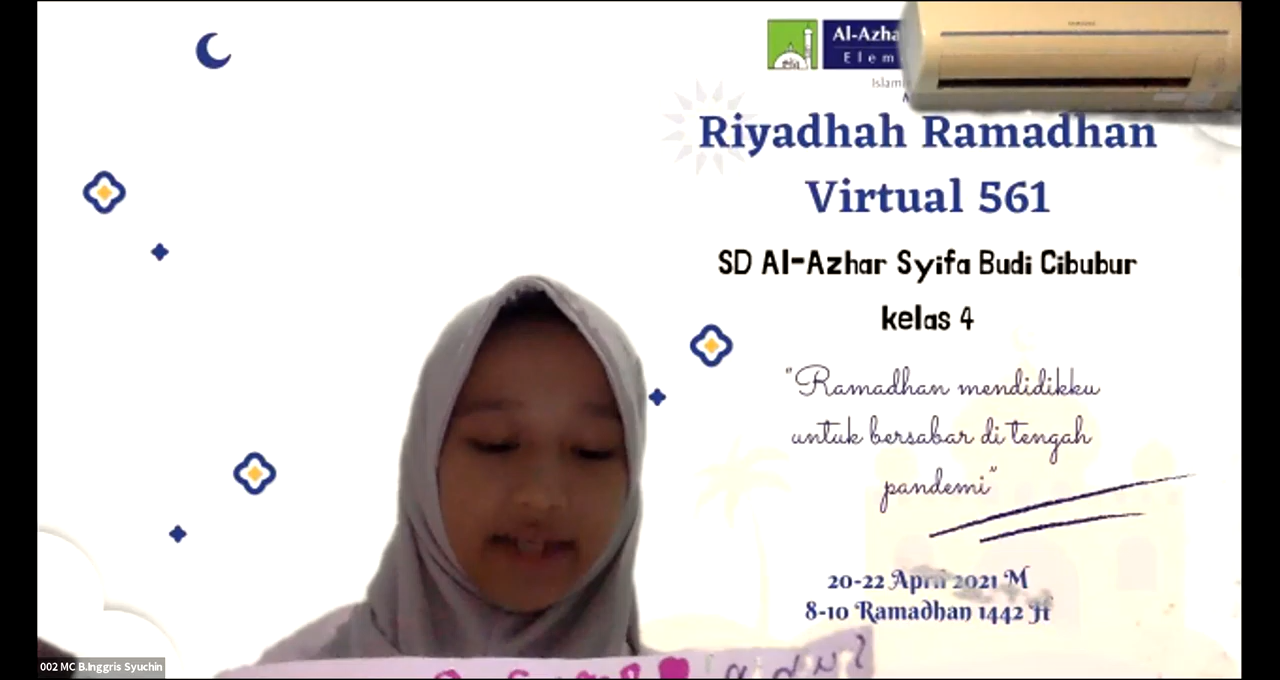 Al-Azha
Elem
Islam
Riyadhah Ramadhan
Virtual 561
SD Al-Azhar Syifa Budi Cibubur
kelas 4
"Ramadhan mendidikku
untuk bersabar di tengah
pandemi"
20-22 April 2021 M
8-10 Ramadhan 1442 H
002 MC B.Inggris Syuchin